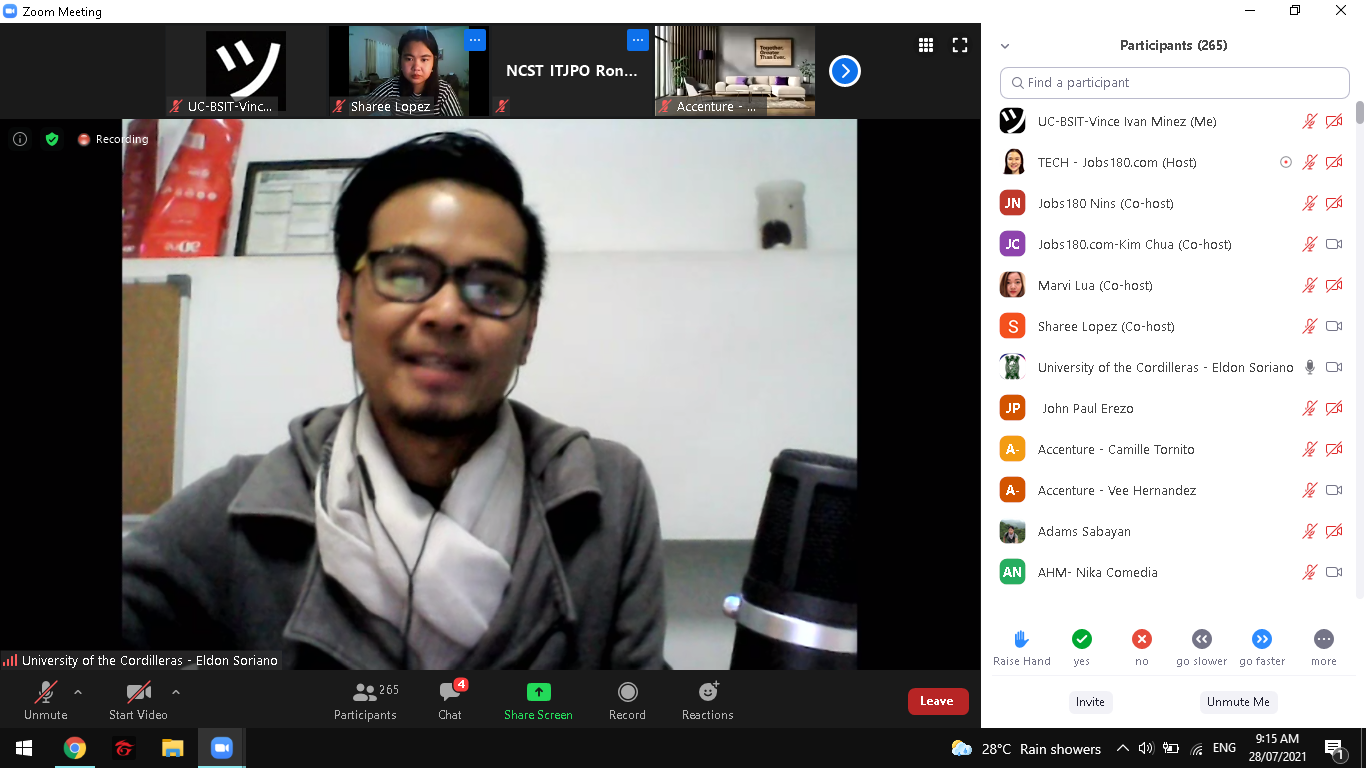 Zoom Meeting
UC-BSIT-Vinc...
Sharee Lopez
NCST ITJPO Ron...
Together.
Greater
Than Ever.
Accenture - ...
Recording
University of the Cordilleras - Eldon Soriano
Unmute
Start Video
265
Participants
4
Chat
Share Screen
Record
Reactions
Leave
Participants (265)
Find a participant
UC-BSIT-Vince Ivan Minez (Me)
TECH - Jobs180.com (Host)
JN Jobs180 Nins (Co-host)
JC Jobs180.com-Kim Chua (Co-host)
Marvi Lua (Co-host)
S Sharee Lopez (Co-host)
University of the Cordilleras - Eldon Soriano
JP John Paul Erezo
A- Accenture - Camille Tornito
A- Accenture - Vee Hernandez
Adams Sabayan
AN AHM- Nika Comedia
Raise Hand yes no go slower go faster more
Invite Unmute Me
28°C Rain showers ENG 9:15 AM
28/07/2021
1